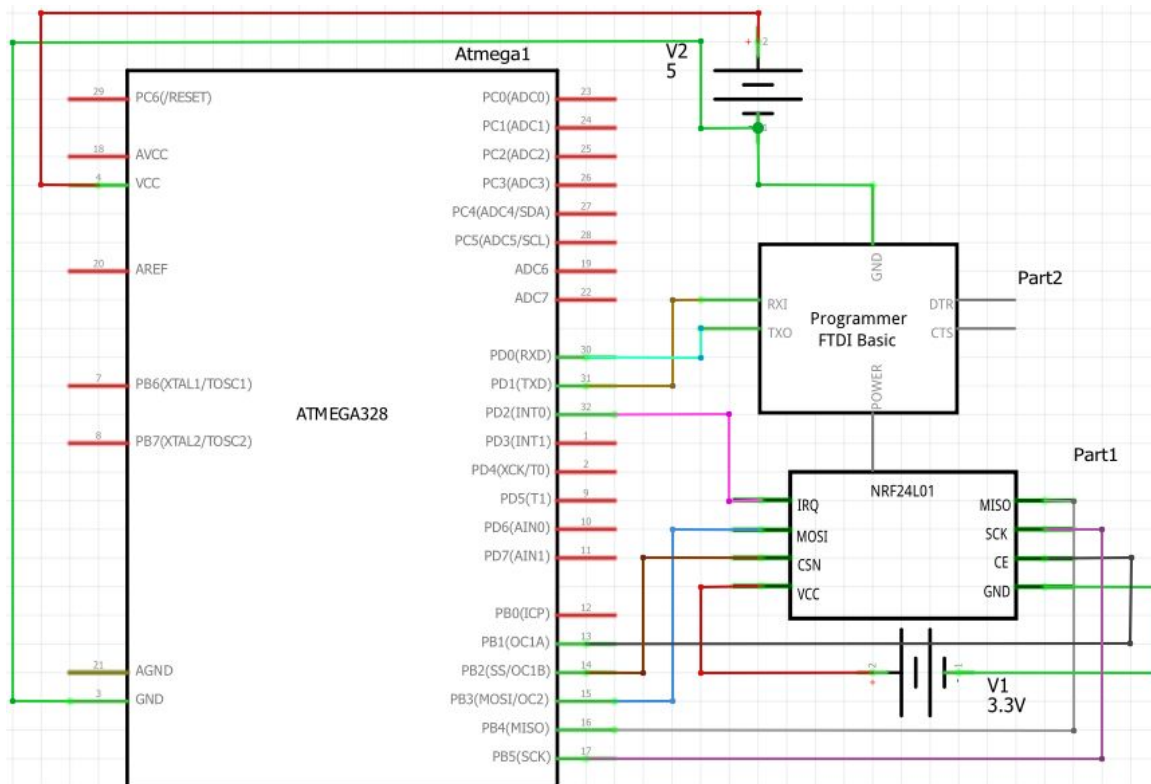 Atmega1
V2
5
+
2
1
29
PC6(/RESET)
18
AVCC
4
VCC
20
AREF
7
PB6(XTAL1/TOSC1)
8
PB7(XTAL2/TOSC2)
21
AGND
3
GND
ATMEGA328
PC0(ADC0)
23
PC1(ADC1)
24
PC2(ADC2)
25
PC3(ADC3)
26
PC4(ADC4/SDA)
27
PC5(ADC5/SCL)
28
ADC6
19
ADC7
22
PD0(RXD)
30
PD1(TXD)
31
PD2(INT0)
32
PD3(INT1)
1
PD4(XCK/T0)
2
PD5(T1)
9
PD6(AIN0)
10
PD7(AIN1)
11
PB0(ICP)
12
PB1(OC1A)
13
PB2(SS/OC1B)
14
PB3(MOSI/OC2)
15
PB4(MISO)
16
PB5(SCK)
17
Part2
GND
RXI
TXO
Programmer
FTDI Basic
DTR
CTS
POWER
Part1
NRF24L01
IRQ
MOSI
CSN
VCC
MISO
SCK
CE
GND
2
+
1
-
V1
3.3V